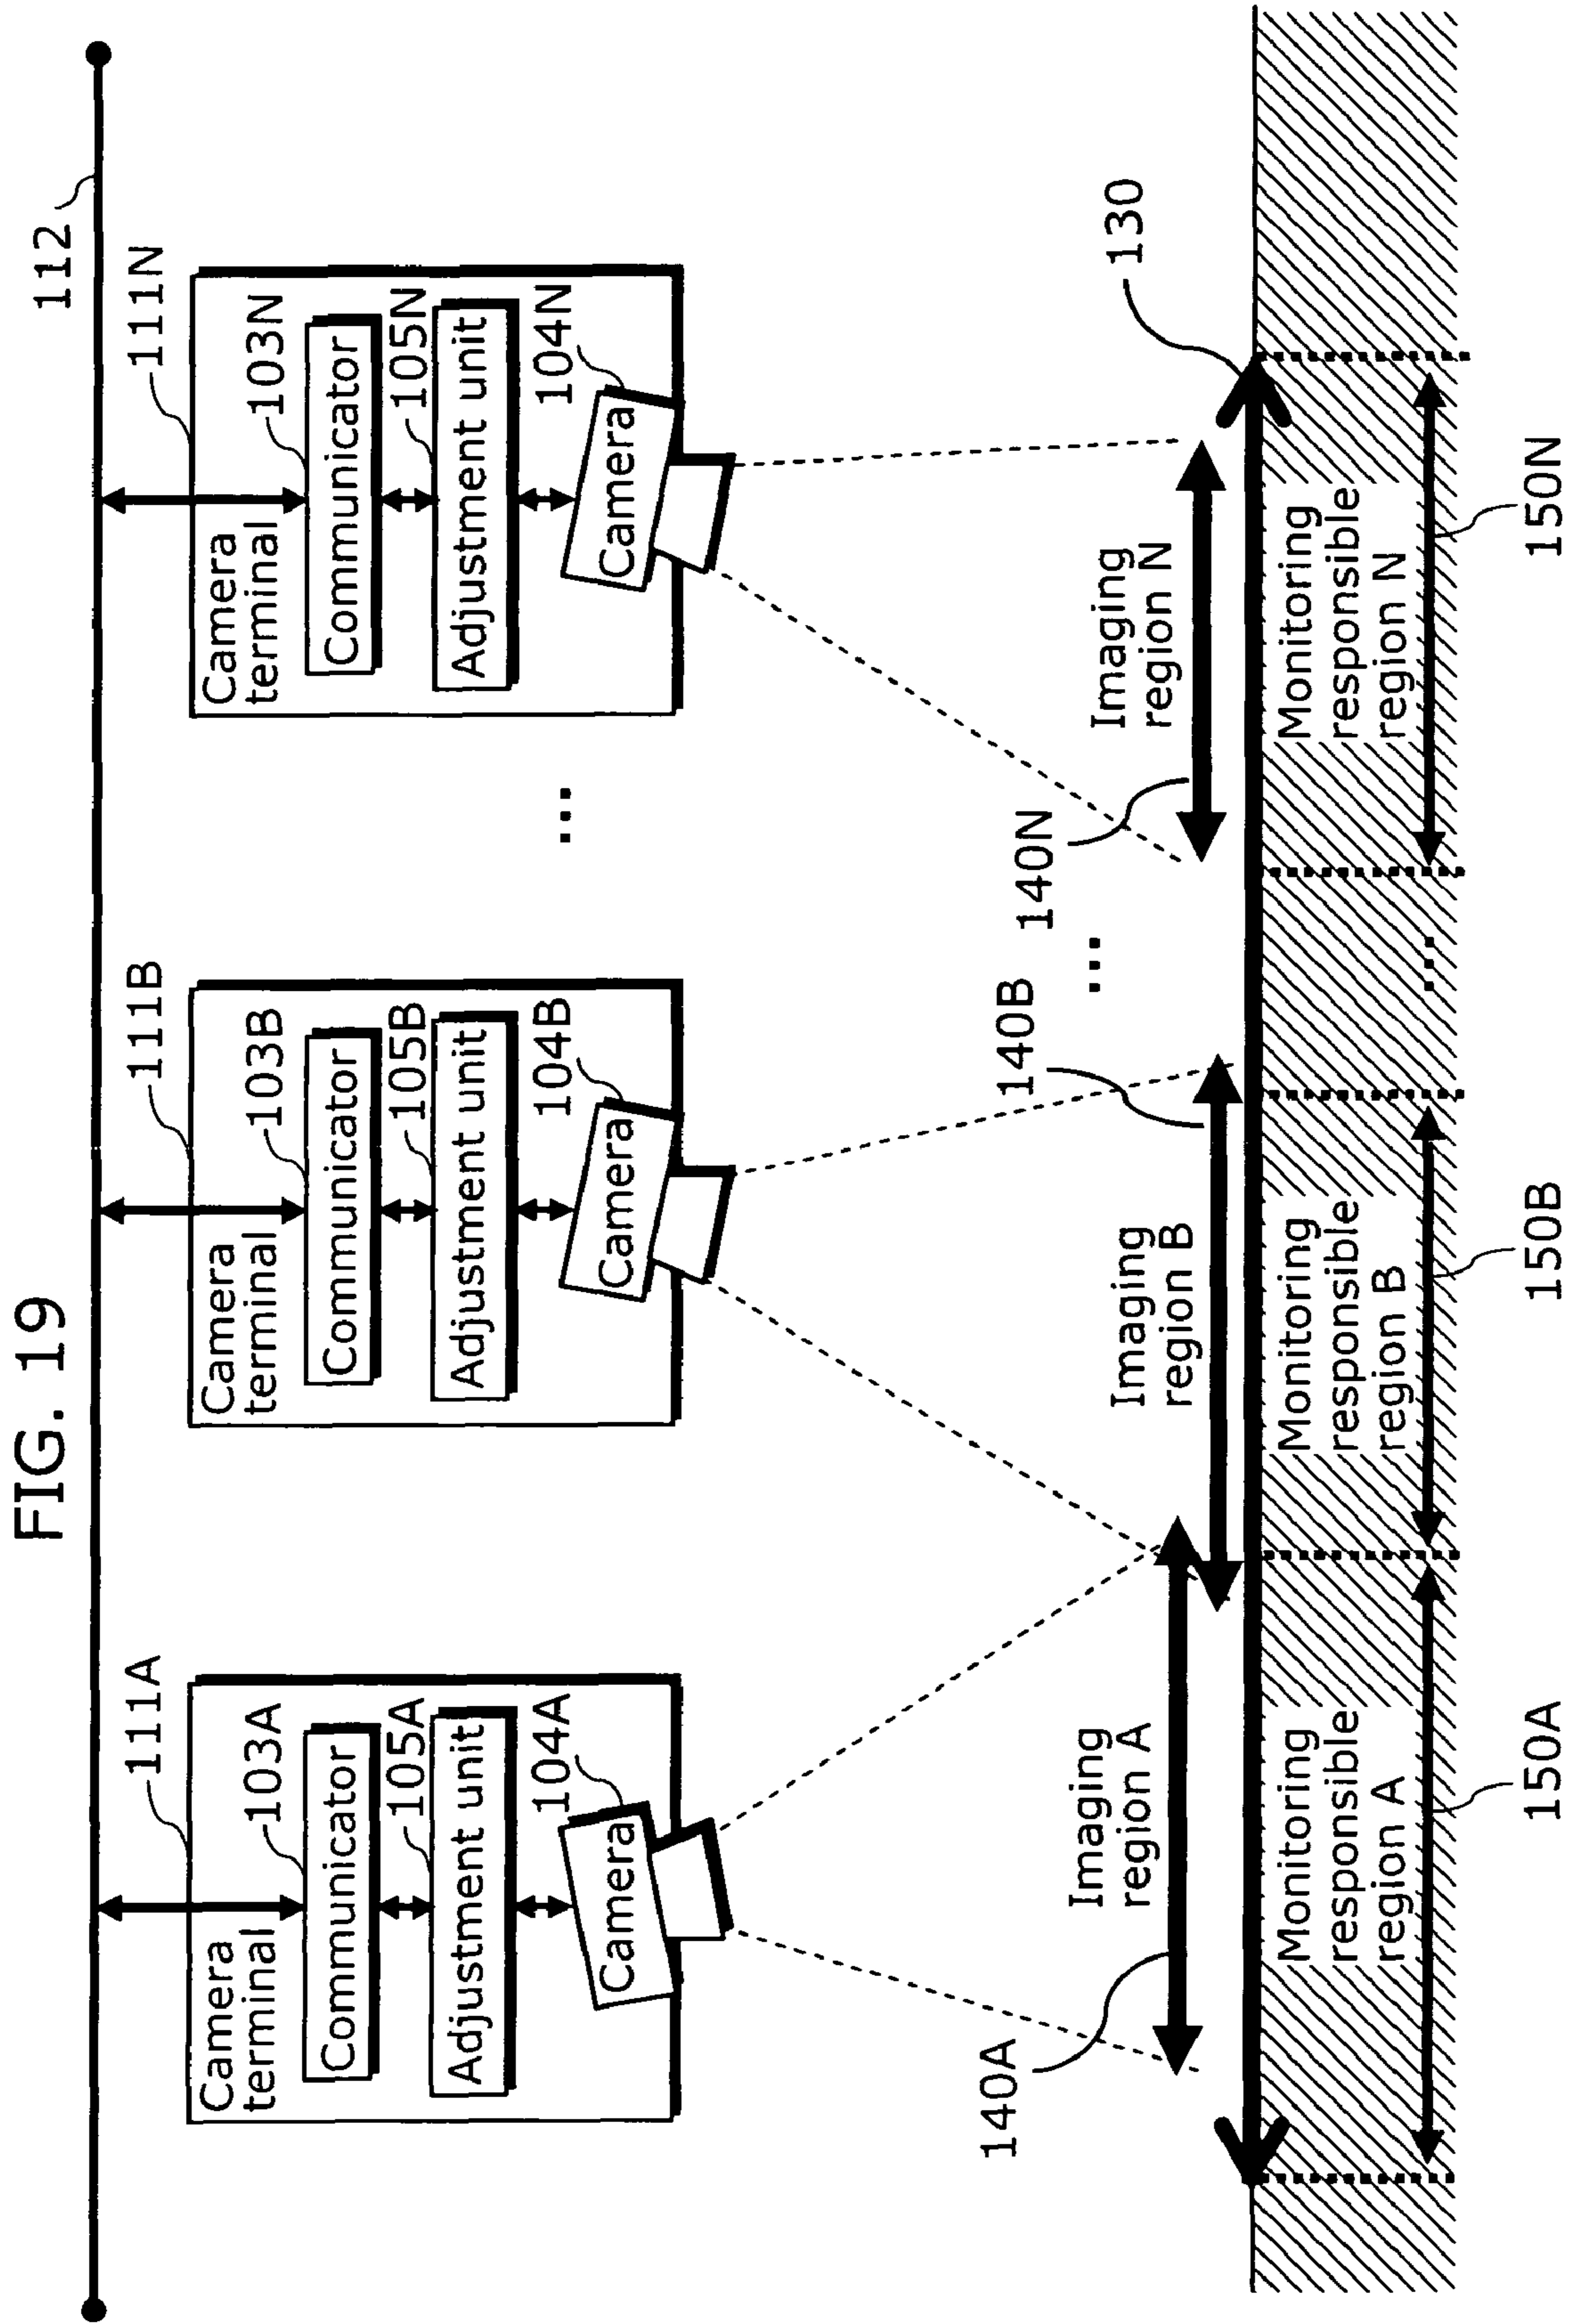 FIG. 19
112
111A
Camera
terminal
103A
Communicator
105A
Adjustment unit
104A
Camera
111B
Camera
terminal
103B
Communicator
105B
Adjustment unit
104B
Camera
...
111N
Camera
terminal
103N
Communicator
105N
Adjustment unit
104N
Camera
140A
Imaging
region A
Imaging
region B
140B
...
140N
Imaging
region N
130
Monitoring
responsible
region A
Monitoring
responsible
region B
...
Monitoring
responsible
region N
150A
150B
150N